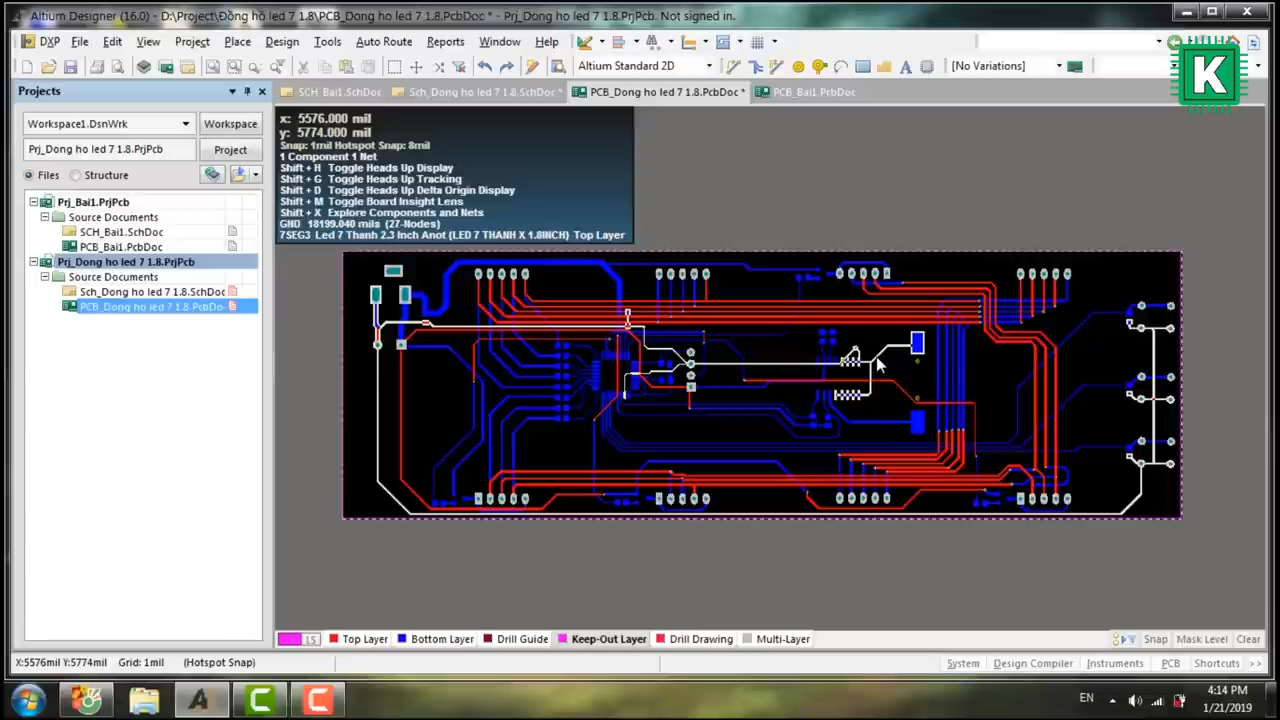 Altium Designer (16.0) - D:\Project\Đồng hồ led 7 1.8\PCB_Dong ho led 7 1.8.PcbDoc * - Prj_Dong ho led 7 1.8.PrjPcb. Not signed in.
DXP File Edit View Project Place Design Tools Auto Route Reports Window Help
Altium Standard 2D [No Variations]
K
Projects
SCH_Bai1.SchDoc Sch_Dong ho led 7 1.8.SchDoc * PCB_Dong ho led 7 1.8.PcbDoc * PCB_Bai1.PcbDoc
Workspace1.DsnWrk Workspace
Prj_Dong ho led 7 1.8.PrjPcb Project
Files Structure
Prj_Bai1.PrjPcb
Source Documents
SCH_Bai1.SchDoc
PCB_Bai1.PcbDoc
Prj_Dong ho led 7 1.8.PrjPcb
Source Documents
Sch_Dong ho led 7 1.8.SchDoc
PCB_Dong ho led 7 1.8.PcbDo
x: 5576.000 mil
y: 5774.000 mil
Snap: 1mil Hotspot Snap: 8mil
1 Component 1 Net
Shift + H Toggle Heads Up Display
Shift + G Toggle Heads Up Tracking
Shift + D Toggle Heads Up Delta Origin Display
Shift + M Toggle Board Insight Lens
Shift + X Explore Components and Nets
GND 18199.040 mils (27-Nodes)
7SEG3 Led 7 Thanh 2.3 Inch Anot (LED 7 THANH X 1.8INCH) Top Layer
LS Top Layer Bottom Layer Drill Guide Keep-Out Layer Drill Drawing Multi-Layer Snap Mask Level Clear
X:5576mil Y:5774mil Grid: 1mil (Hotspot Snap) System Design Compiler Instruments PCB Shortcuts >>
EN 4:14 PM
1/21/2019